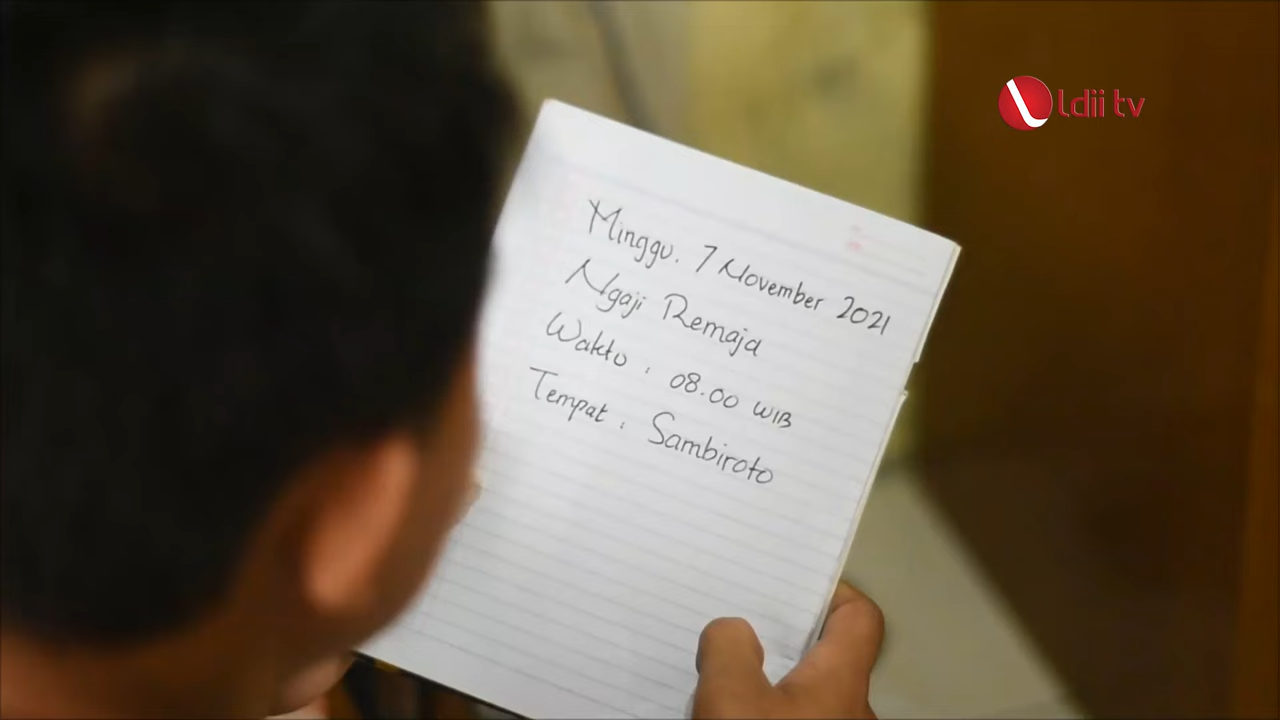 ldii tv
Minggu, 7 November 2021
Ngaji Remaja
Waktu : 08.00 WIB
Tempat : Sambiroto